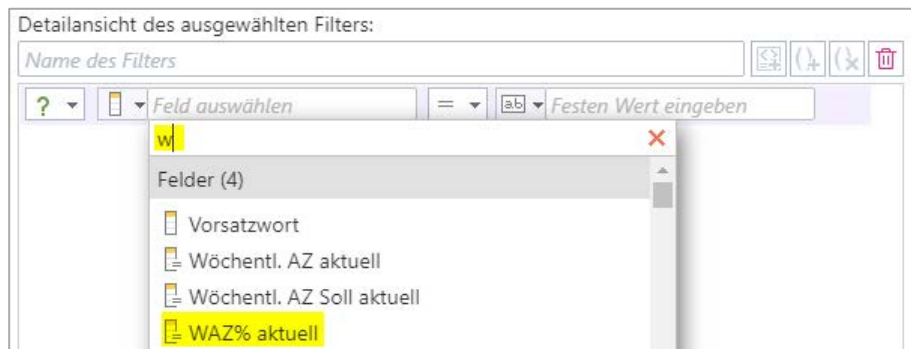 Detailansicht des ausgewählten Filters:
Name des Filters
? Feld auswählen = ab Festen Wert eingeben
w
Felder (4)
Vorsatzwort
Wöchentl. AZ aktuell
Wöchentl. AZ Soll aktuell
WAZ% aktuell